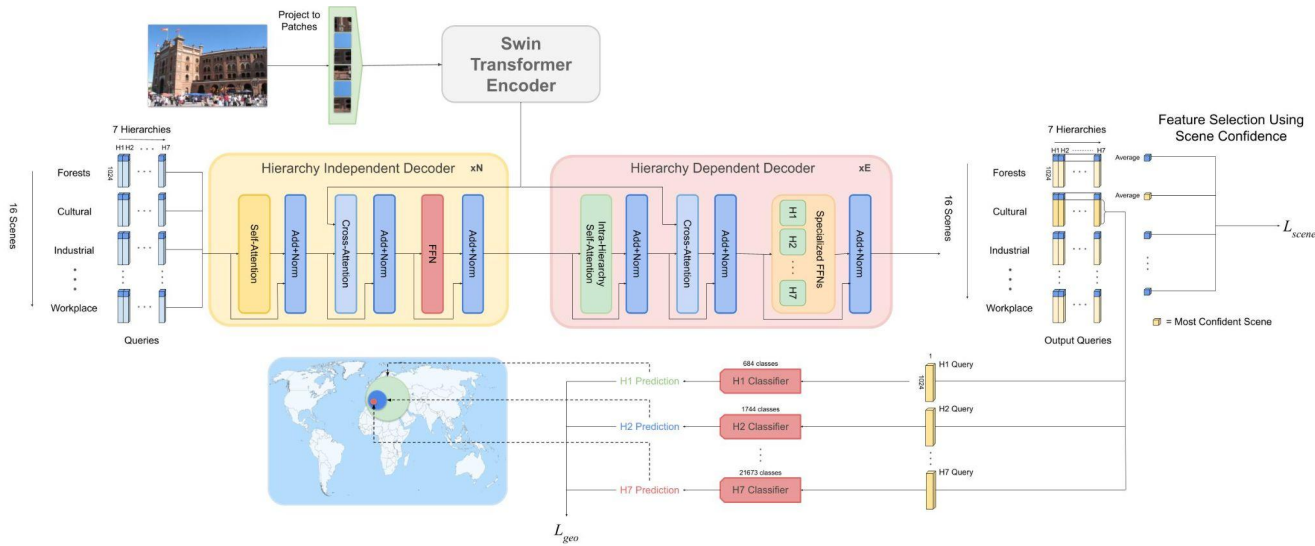 Project to
Patches
Swin
Transformer
Encoder
7 Hierarchies
H1 H2 H7
1024
16 Scenes
Forests
Cultural
Industrial
Workplace
Queries
Hierarchy Independent Decoder
xN
Self-Attention
Add+Norm
Cross-Attention
Add+Norm
FFN
Add+Norm
Hierarchy Dependent Decoder
xE
Intra-Hierarchy
Self-Attention
Add+Norm
Cross-Attention
Add+Norm
H1
H2
H7
Specialized FFNs
Add+Norm
16 Scenes
7 Hierarchies
H1 H2 H7
1024
Forests
Cultural
Industrial
Workplace
Output Queries
Feature Selection Using
Scene Confidence
Average
Average
L_scene
= Most Confident Scene
H1 Prediction
684 classes
H1 Classifier
1
1024
H1 Query
H2 Prediction
1744 classes
H2 Classifier
H2 Query
H7 Prediction
21673 classes
H7 Classifier
H7 Query
L_geo